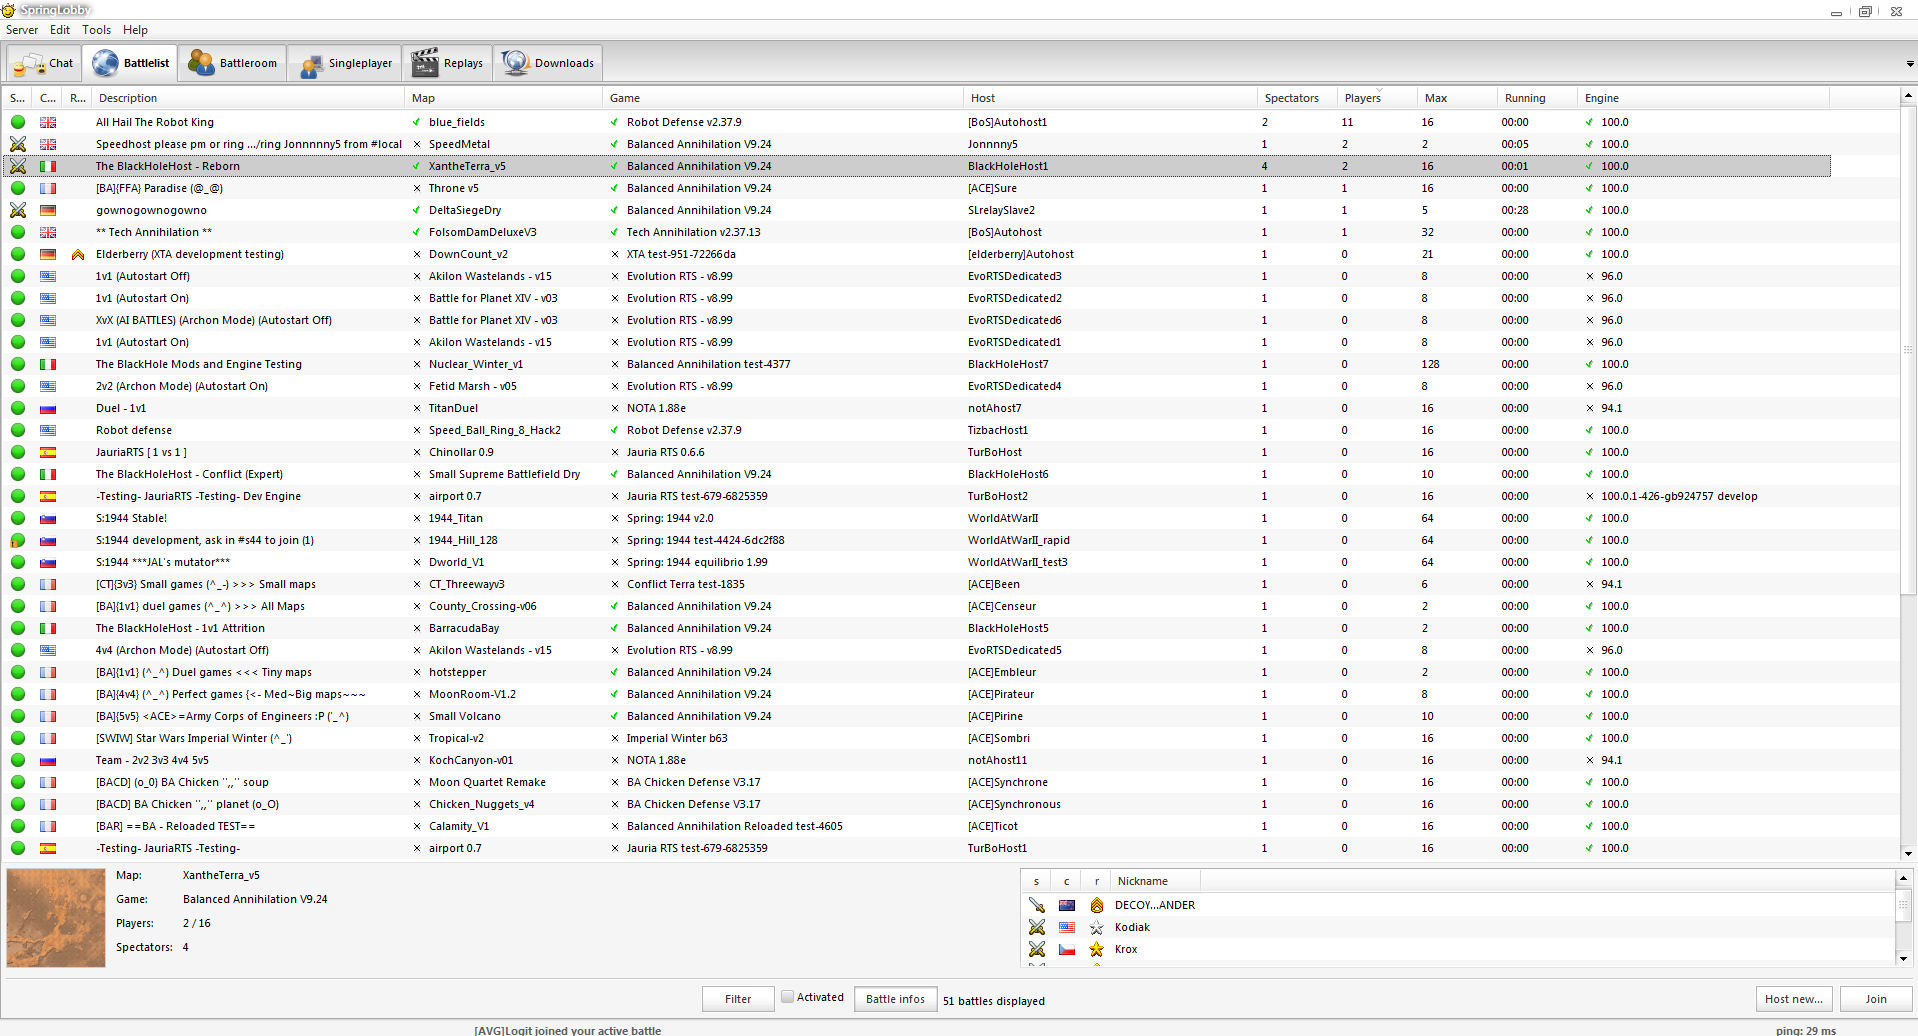 SpringLobby
Server Edit Tools Help
Chat Battlelist Battleroom Singleplayer Replays Downloads
S... C... R... Description Map Game Host Spectators Players Max Running Engine
All Hail The Robot King blue_fields Robot Defense v2.37.9 [BoS]Autohost1 2 11 16 00:00 100.0
Speedhost please pm or ring .../ring Jonnnnny5 from #local SpeedMetal Balanced Annihilation V9.24 Jonnnny5 1 2 2 00:05 100.0
The BlackHoleHost - Reborn XantheTerra_v5 Balanced Annihilation V9.24 BlackHoleHost1 4 2 16 00:01 100.0
[BA]{FFA} Paradise (@_@) Throne v5 Balanced Annihilation V9.24 [ACE]Sure 1 1 16 00:00 100.0
gownogownogowno DeltaSiegeDry Balanced Annihilation V9.24 SLrelaySlave2 1 1 5 00:28 100.0
** Tech Annihilation ** FolsomDamDeluxeV3 Tech Annihilation v2.37.13 [BoS]Autohost 1 1 32 00:00 100.0
Elderberry (XTA development testing) DownCount_v2 XTA test-951-72266da [elderberry]Autohost 1 0 21 00:00 100.0
1v1 (Autostart Off) Akilon Wastelands - v15 Evolution RTS - v8.99 EvoRTSDedicated3 1 0 8 00:00 96.0
1v1 (Autostart On) Battle for Planet XIV - v03 Evolution RTS - v8.99 EvoRTSDedicated2 1 0 8 00:00 96.0
XvX (AI BATTLES) (Archon Mode) (Autostart Off) Battle for Planet XIV - v03 Evolution RTS - v8.99 EvoRTSDedicated6 1 0 8 00:00 96.0
1v1 (Autostart On) Akilon Wastelands - v15 Evolution RTS - v8.99 EvoRTSDedicated1 1 0 8 00:00 96.0
The BlackHole Mods and Engine Testing Nuclear_Winter_v1 Balanced Annihilation test-4377 BlackHoleHost7 1 0 128 00:00 100.0
2v2 (Archon Mode) (Autostart On) Fetid Marsh - v05 Evolution RTS - v8.99 EvoRTSDedicated4 1 0 8 00:00 96.0
Duel - 1v1 TitanDuel NOTA 1.88e notAhost7 1 0 16 00:00 94.1
Robot defense Speed_Ball_Ring_8_Hack2 Robot Defense v2.37.9 TizbacHost1 1 0 16 00:00 100.0
JauriaRTS [ 1 vs 1 ] Chinollar 0.9 Jauria RTS 0.6.6 TurBoHost 1 0 16 00:00 100.0
The BlackHoleHost - Conflict (Expert) Small Supreme Battlefield Dry Balanced Annihilation V9.24 BlackHoleHost6 1 0 10 00:00 100.0
-Testing- JauriaRTS -Testing- Dev Engine airport 0.7 Jauria RTS test-679-6825359 TurBoHost2 1 0 16 00:00 100.0.1-426-gb924757 develop
S:1944 Stable! 1944_Titan Spring: 1944 v2.0 WorldAtWarII 1 0 64 00:00 100.0
S:1944 development, ask in #s44 to join (1) 1944_Hill_128 Spring: 1944 test-4424-6dc2f88 WorldAtWarII_rapid 1 0 64 00:00 100.0
S:1944 ***JAL's mutator*** Dworld_V1 Spring: 1944 equilibrio 1.99 WorldAtWarII_test3 1 0 64 00:00 100.0
[CT]{3v3} Small games (^_-) >>> Small maps CT_Threewayv3 Conflict Terra test-1835 [ACE]Been 1 0 6 00:00 94.1
[BA]{1v1} duel games (^_^) >>> All Maps County_Crossing-v06 Balanced Annihilation V9.24 [ACE]Censeur 1 0 2 00:00 100.0
The BlackHoleHost - 1v1 Attrition BarracudaBay Balanced Annihilation V9.24 BlackHoleHost5 1 0 2 00:00 100.0
4v4 (Archon Mode) (Autostart Off) Akilon Wastelands - v15 Evolution RTS - v8.99 EvoRTSDedicated5 1 0 8 00:00 96.0
[BA]{1v1} (^_^) Duel games <<< Tiny maps hotstepper Balanced Annihilation V9.24 [ACE]Embleur 1 0 2 00:00 100.0
[BA]{4v4} (^_^) Perfect games {<- Med~Big maps~~~ MoonRoom-V1.2 Balanced Annihilation V9.24 [ACE]Pirateur 1 0 8 00:00 100.0
[BA]{5v5} <ACE>=Army Corps of Engineers :P ('_^) Small Volcano Balanced Annihilation V9.24 [ACE]Pirine 1 0 10 00:00 100.0
[SWIW] Star Wars Imperial Winter (^_') Tropical-v2 Imperial Winter b63 [ACE]Sombri 1 0 16 00:00 100.0
Team - 2v2 3v3 4v4 5v5 KochCanyon-v01 NOTA 1.88e notAhost11 1 0 16 00:00 94.1
[BACD] (o_0) BA Chicken '',,'' soup Moon Quartet Remake BA Chicken Defense V3.17 [ACE]Synchrone 1 0 16 00:00 100.0
[BACD] BA Chicken '',,'' planet (o_O) Chicken_Nuggets_v4 BA Chicken Defense V3.17 [ACE]Synchronous 1 0 16 00:00 100.0
[BAR] ==BA - Reloaded TEST== Calamity_V1 Balanced Annihilation Reloaded test-4605 [ACE]Ticot 1 0 16 00:00 100.0
-Testing- JauriaRTS -Testing- airport 0.7 Jauria RTS test-679-6825359 TurBoHost1 1 0 16 00:00 100.0
Map: XantheTerra_v5
Game: Balanced Annihilation V9.24
Players: 2 / 16
Spectators: 4
s c r Nickname
DECOY...ANDER
Kodiak
Krox
Filter Activated Battle infos 51 battles displayed Host new... Join
[AVG]Logit joined your active battle ping: 29 ms